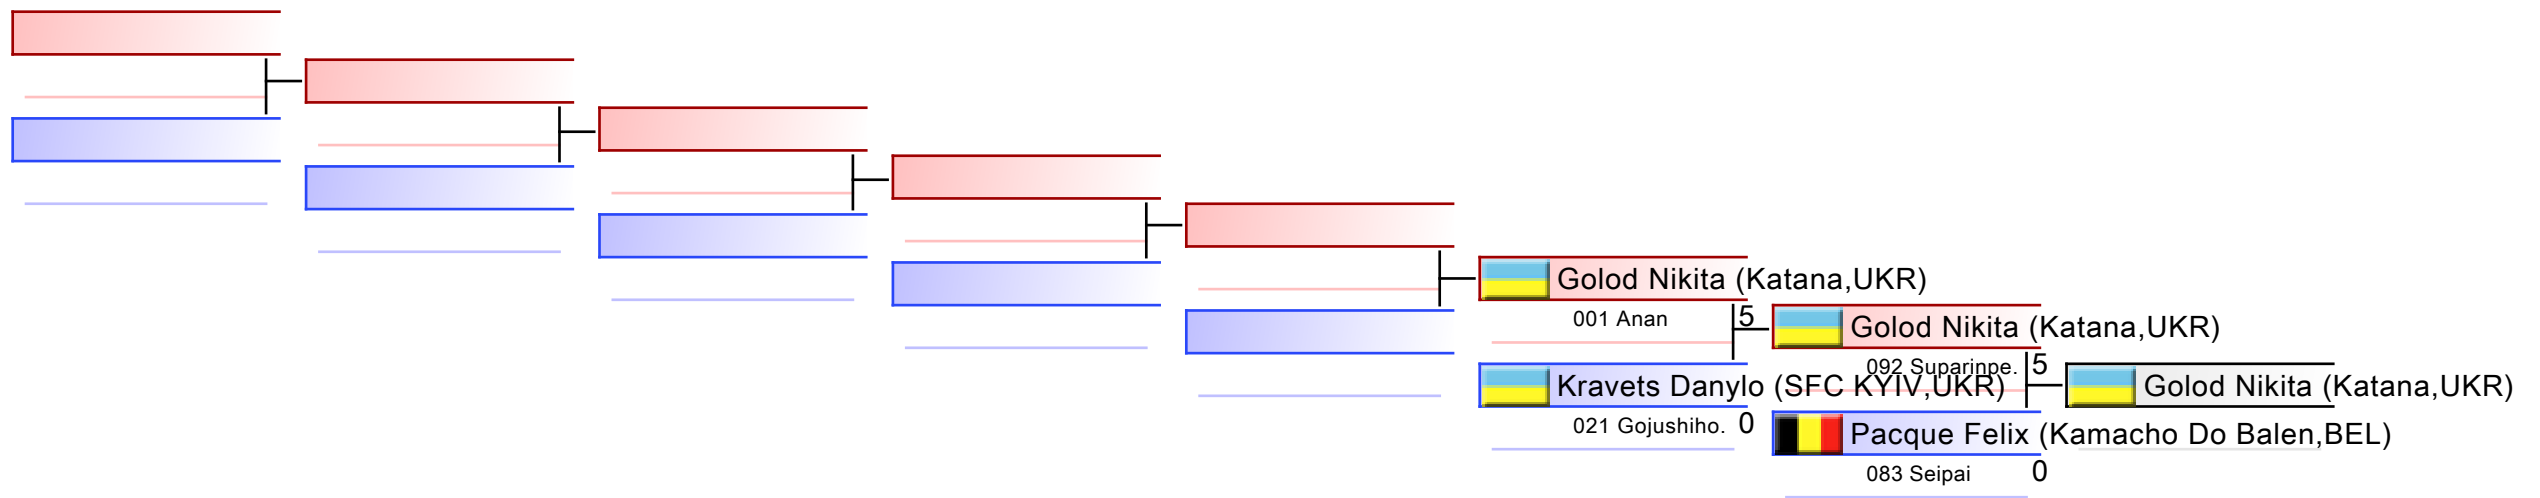 Golod Nikita (Katana,UKR)
001 Anan
5
Kravets Danylo (SFC KYIV,UKR)
021 Gojushiho.
0
Golod Nikita (Katana,UKR)
092 Suparinpe.
5
Pacque Felix (Kamacho Do Balen,BEL)
083 Seipai
0
Golod Nikita (Katana,UKR)